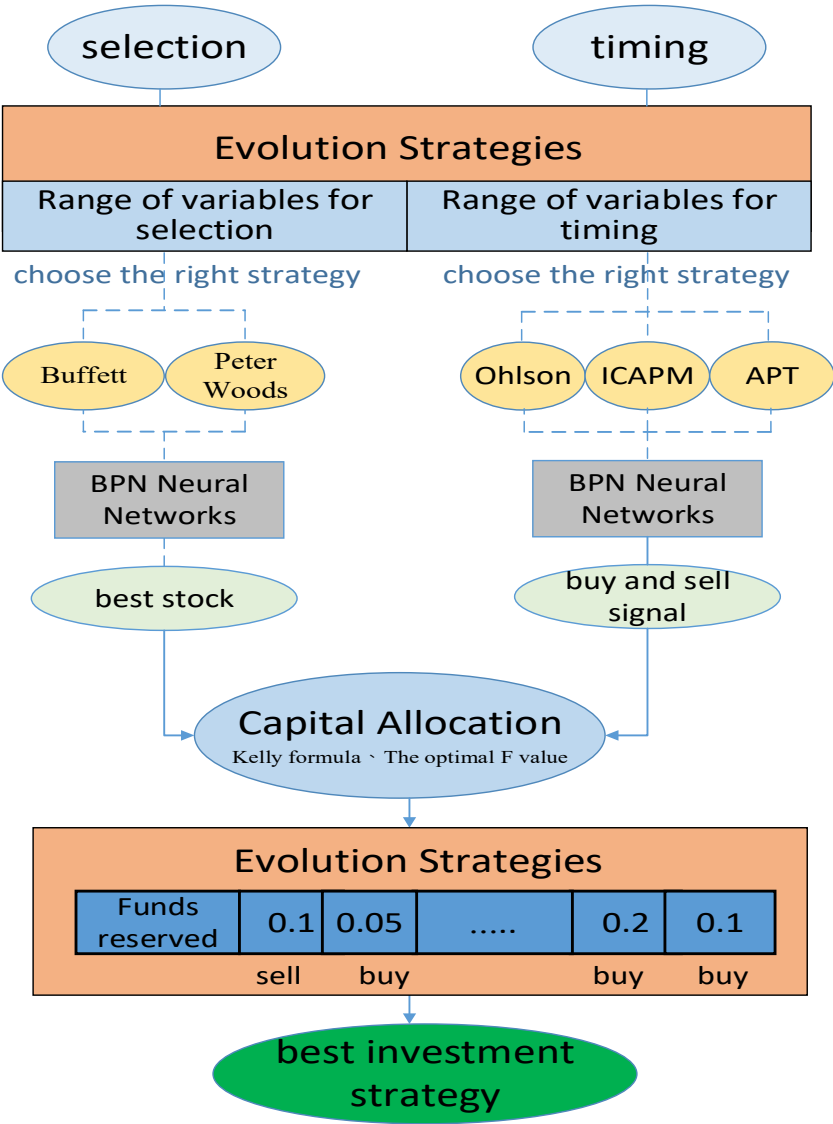 selection
timing
Evolution Strategies
Range of variables for
selection
Range of variables for
timing
choose the right strategy
choose the right strategy
Buffett
Peter
Woods
Ohlson
ICAPM
APT
BPN Neural
Networks
BPN Neural
Networks
best stock
buy and sell
signal
Capital Allocation
Kelly formula、The optimal F value
Evolution Strategies
Funds
reserved
0.1
0.05
.....
0.2
0.1
sell
buy
buy
buy
best investment
strategy